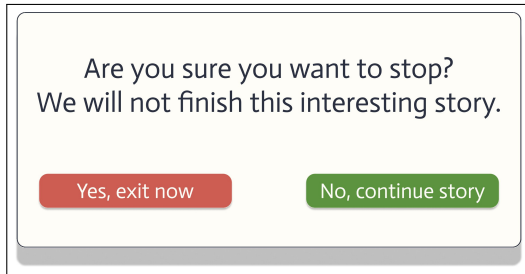 Are you sure you want to stop?
We will not finish this interesting story.
Yes, exit now
No, continue story